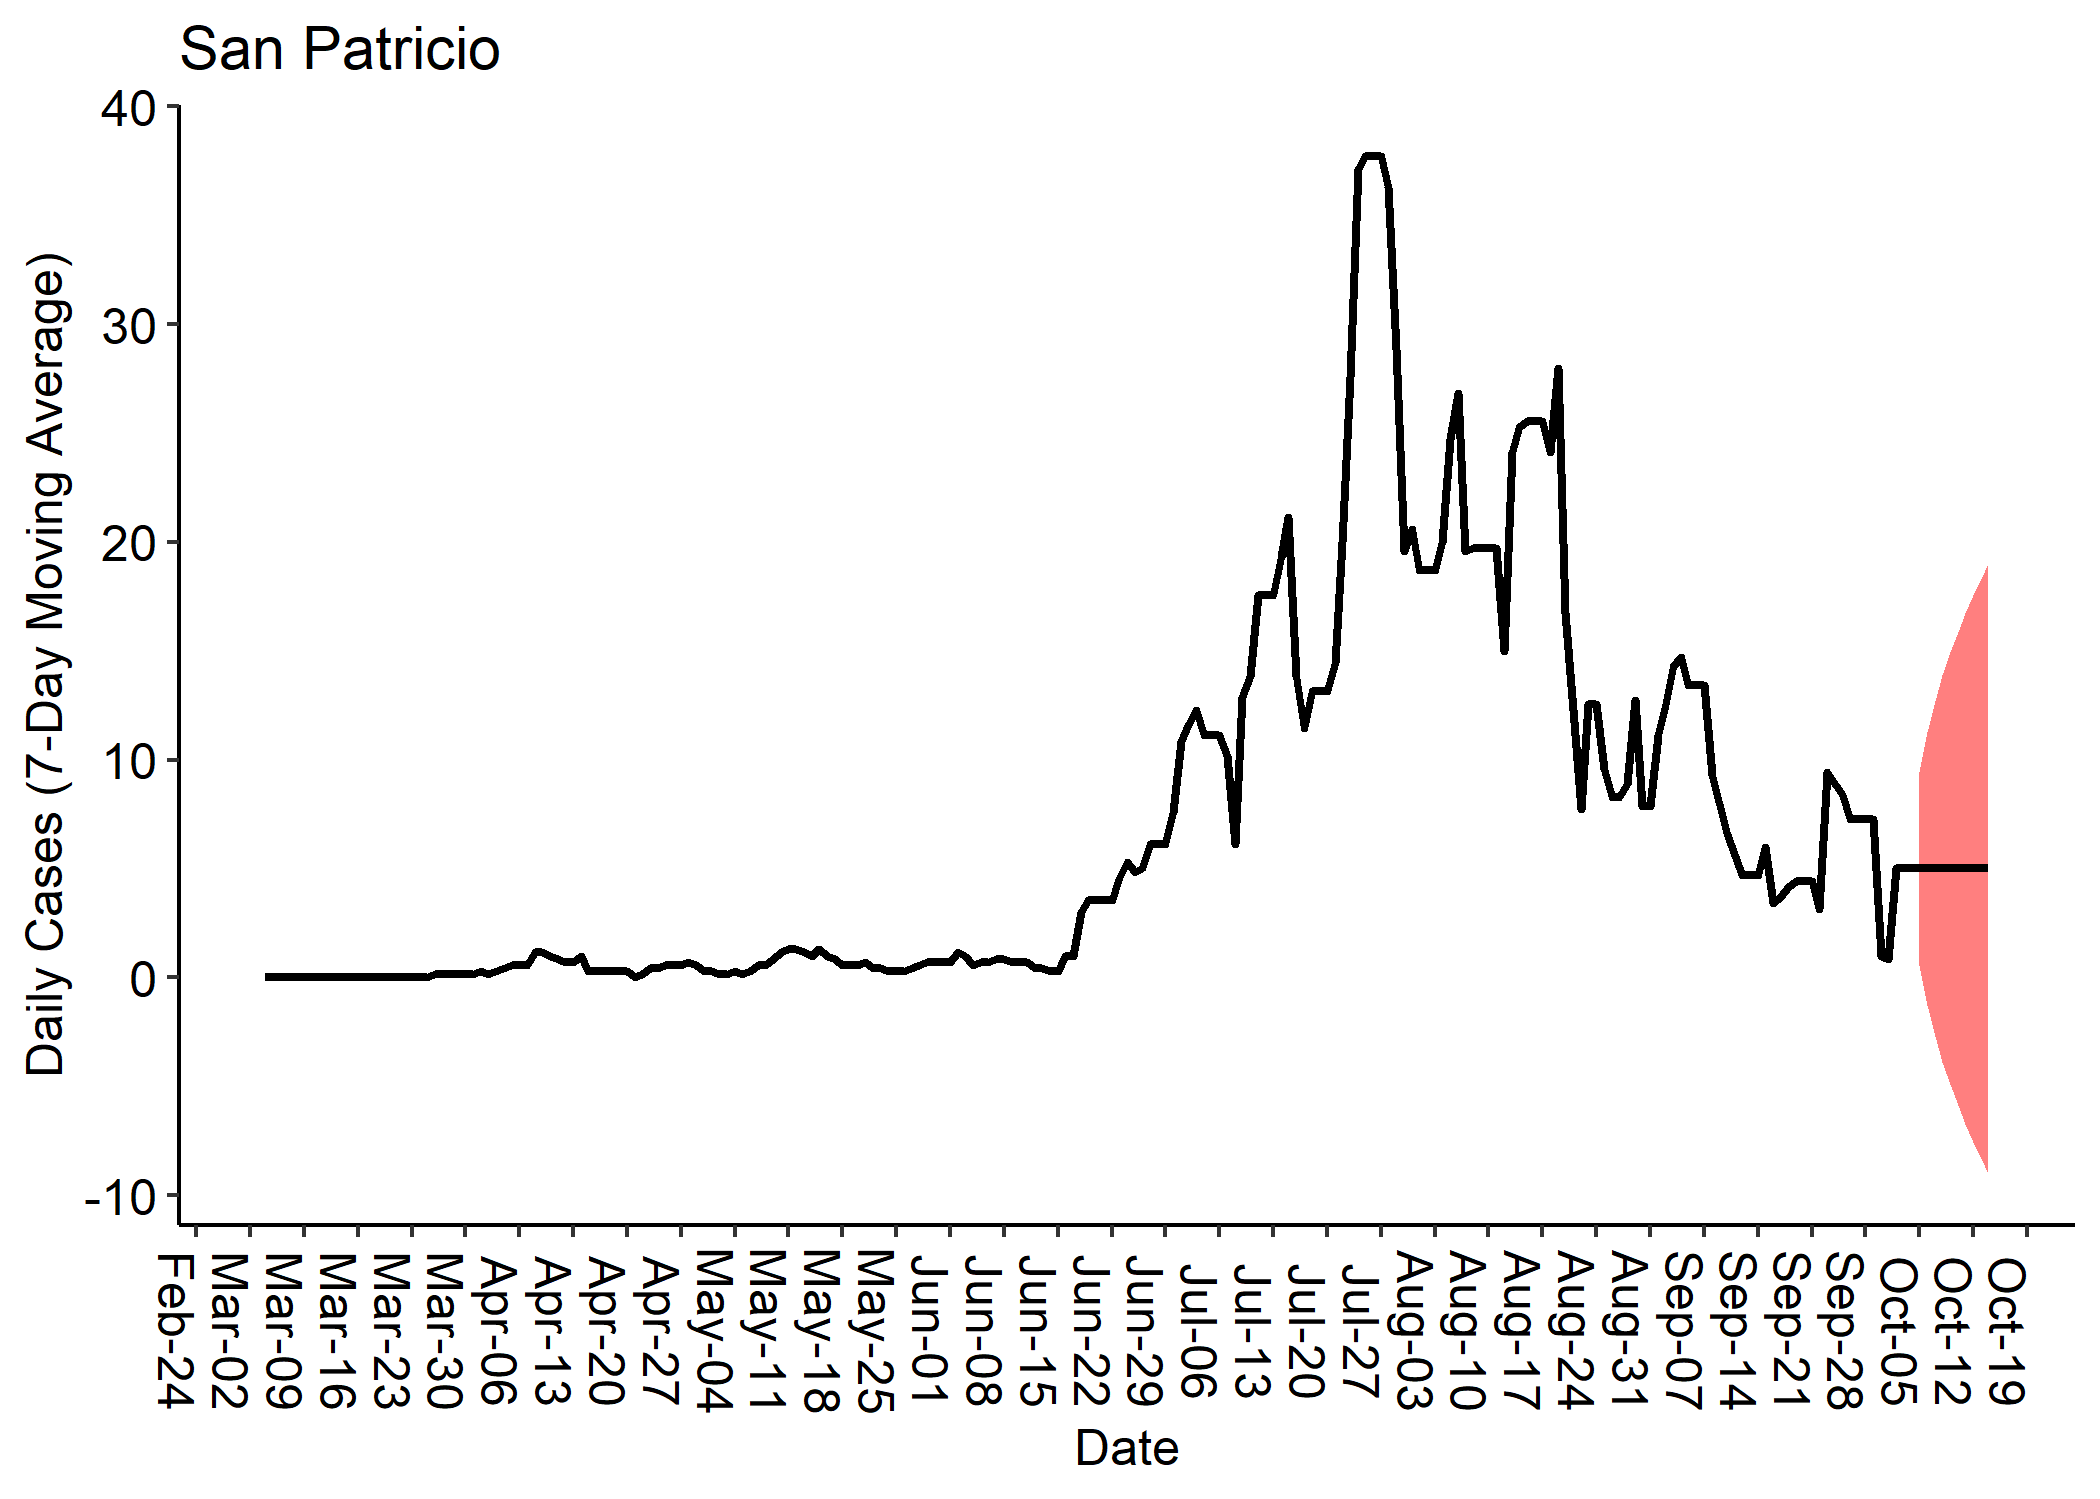 San Patricio
Daily Cases (7-Day Moving Average)
40
30
20
10
0
-10
Feb-24
Mar-02
Mar-09
Mar-16
Mar-23
Mar-30
Apr-06
Apr-13
Apr-20
Apr-27
May-04
May-11
May-18
May-25
Jun-01
Jun-08
Jun-15
Jun-22
Jun-29
Jul-06
Jul-13
Jul-20
Jul-27
Aug-03
Aug-10
Aug-17
Aug-24
Aug-31
Sep-07
Sep-14
Sep-21
Sep-28
Oct-05
Oct-12
Oct-19
Date